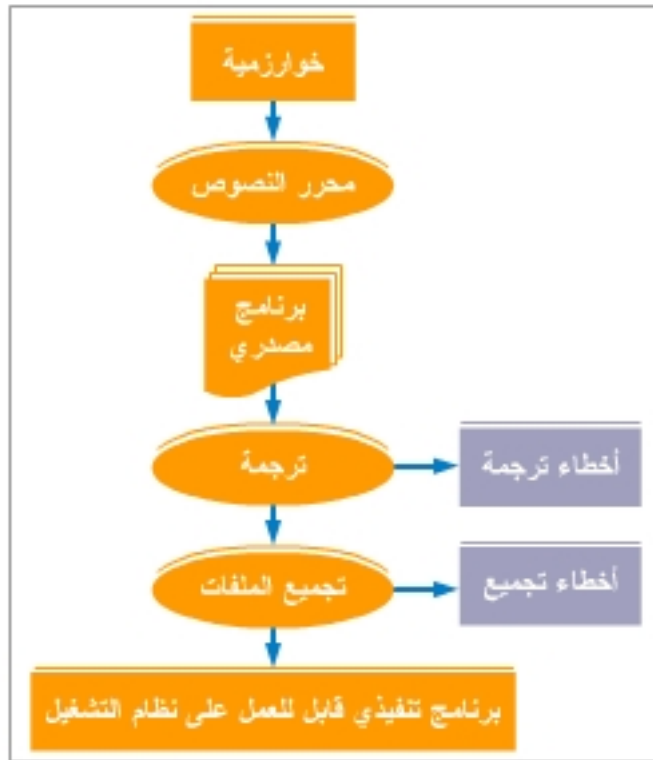 خوارزمية
محرر النصوص
برنامج
مصدري
ترجمة
أخطاء ترجمة
تجميع الملفات
أخطاء تجميع
برنامج تنفيذي قابل للعمل على نظام التشغيل